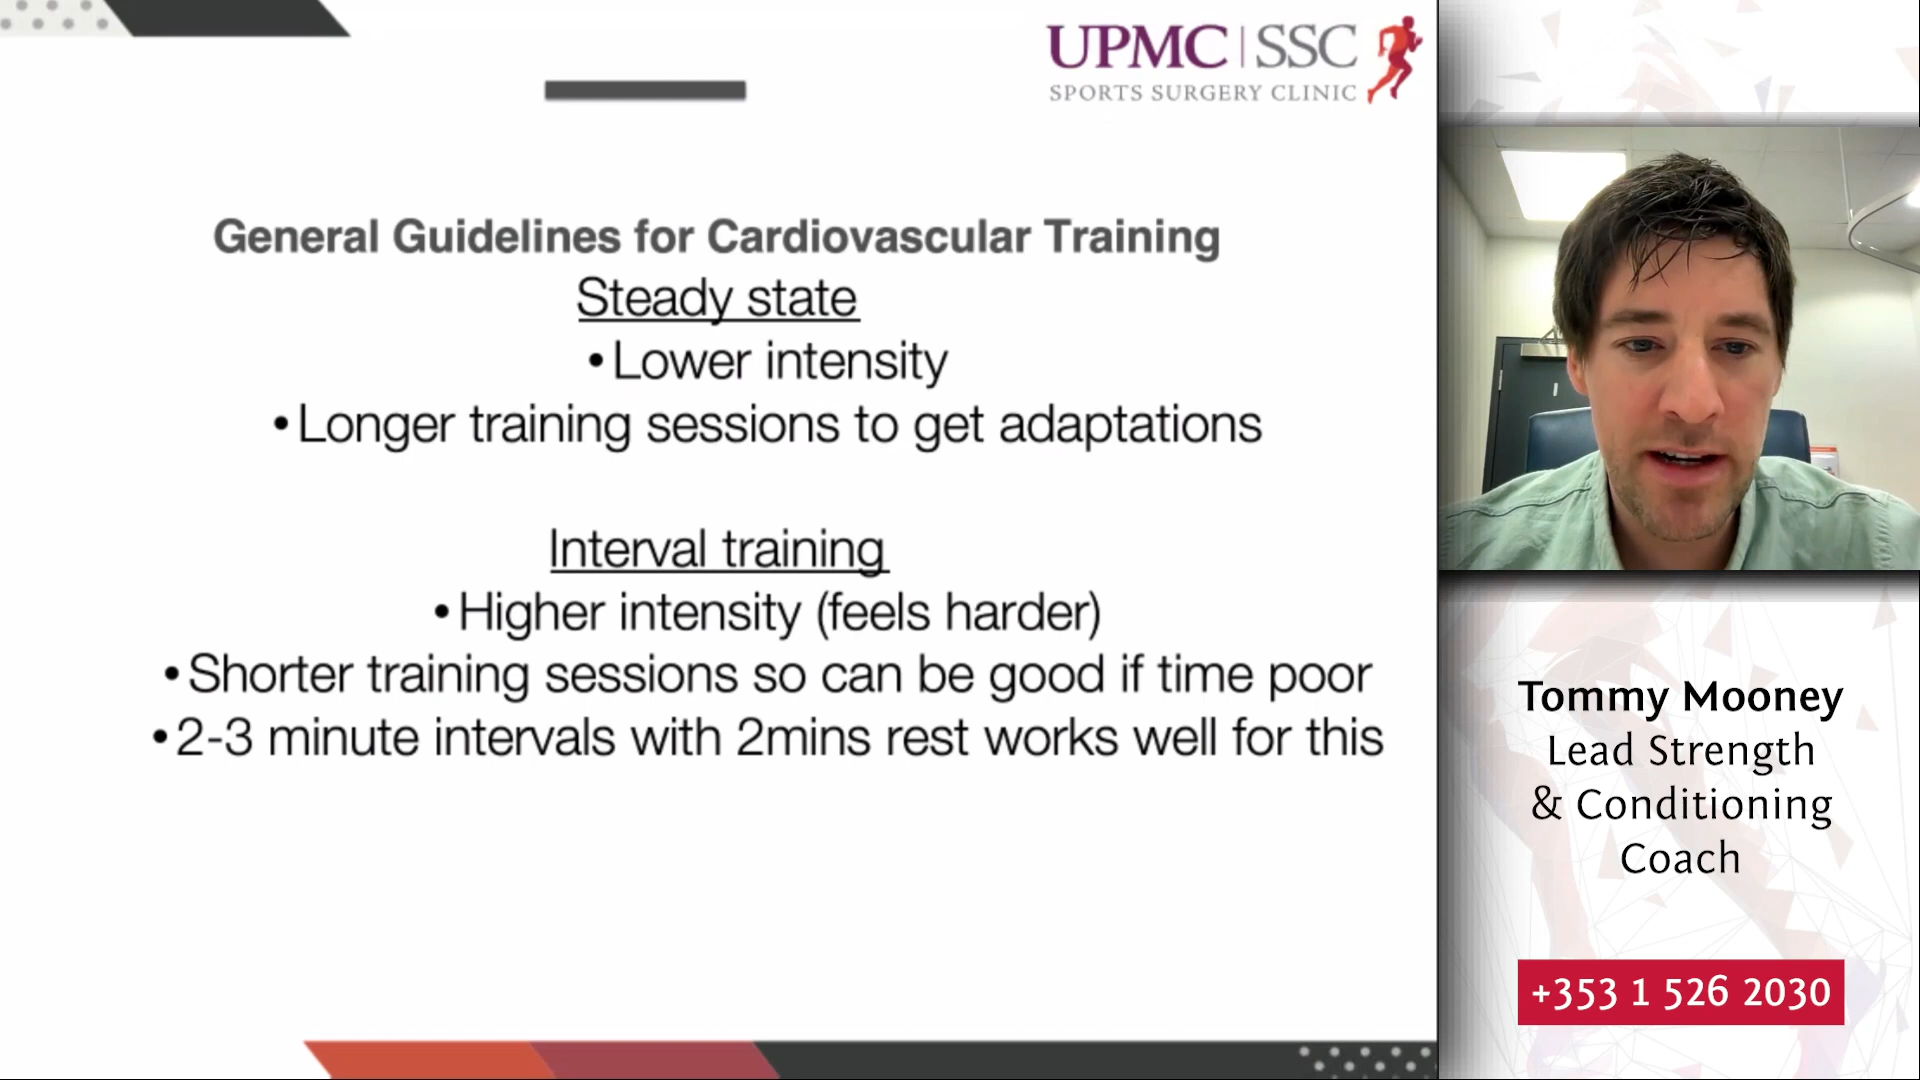 UPMC | SSC
SPORTS SURGERY CLINIC
General Guidelines for Cardiovascular Training
Steady state
• Lower intensity
• Longer training sessions to get adaptations
Interval training
• Higher intensity (feels harder)
• Shorter training sessions so can be good if time poor
• 2-3 minute intervals with 2mins rest works well for this
Tommy Mooney
Lead Strength
& Conditioning
Coach
+353 1 526 2030